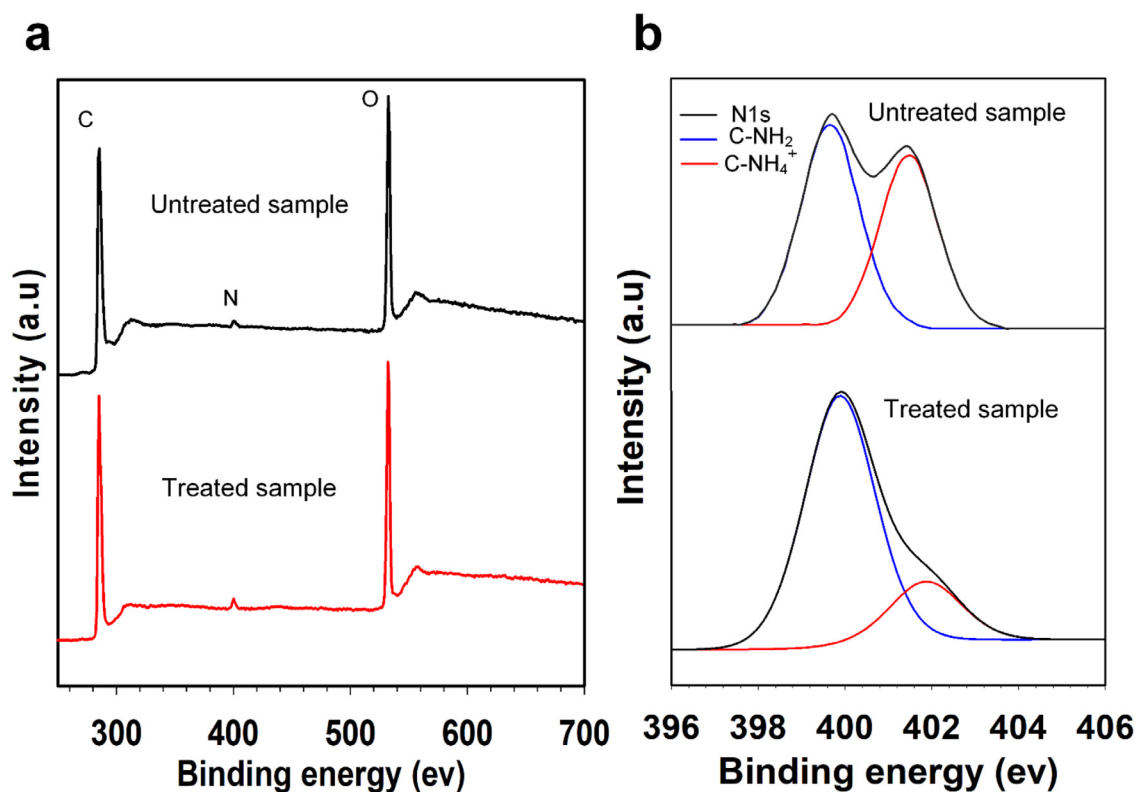 a
C
O
Untreated sample
N
Treated sample
Intensity (a.u)
300 400 500 600 700
Binding energy (ev)
b
N1s
C-NH₂
C-NH₄⁺
Untreated sample
Treated sample
Intensity (a.u)
396 398 400 402 404 406
Binding energy (ev)